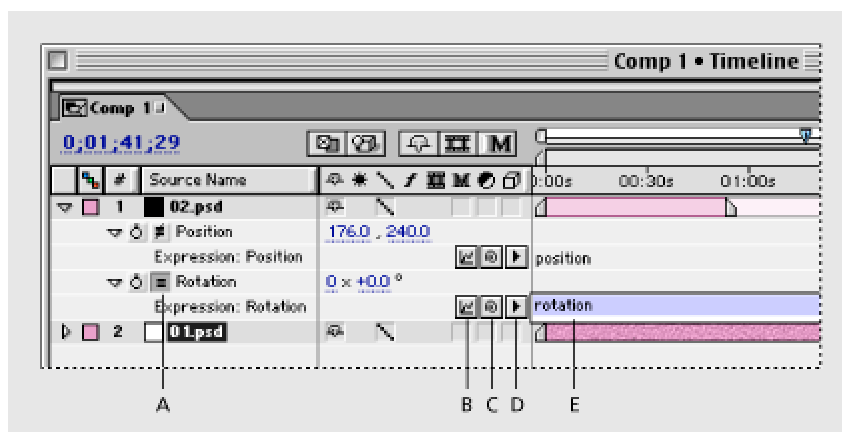 Comp 1 • Timeline
Comp 1
0;01;41;29
# Source Name M 0:00s 00:30s 01:00s
1 02.psd
Position 176.0 , 240.0
Expression: Position position
Rotation 0 x +0.0 °
Expression: Rotation rotation
2 01.psd
A B C D E